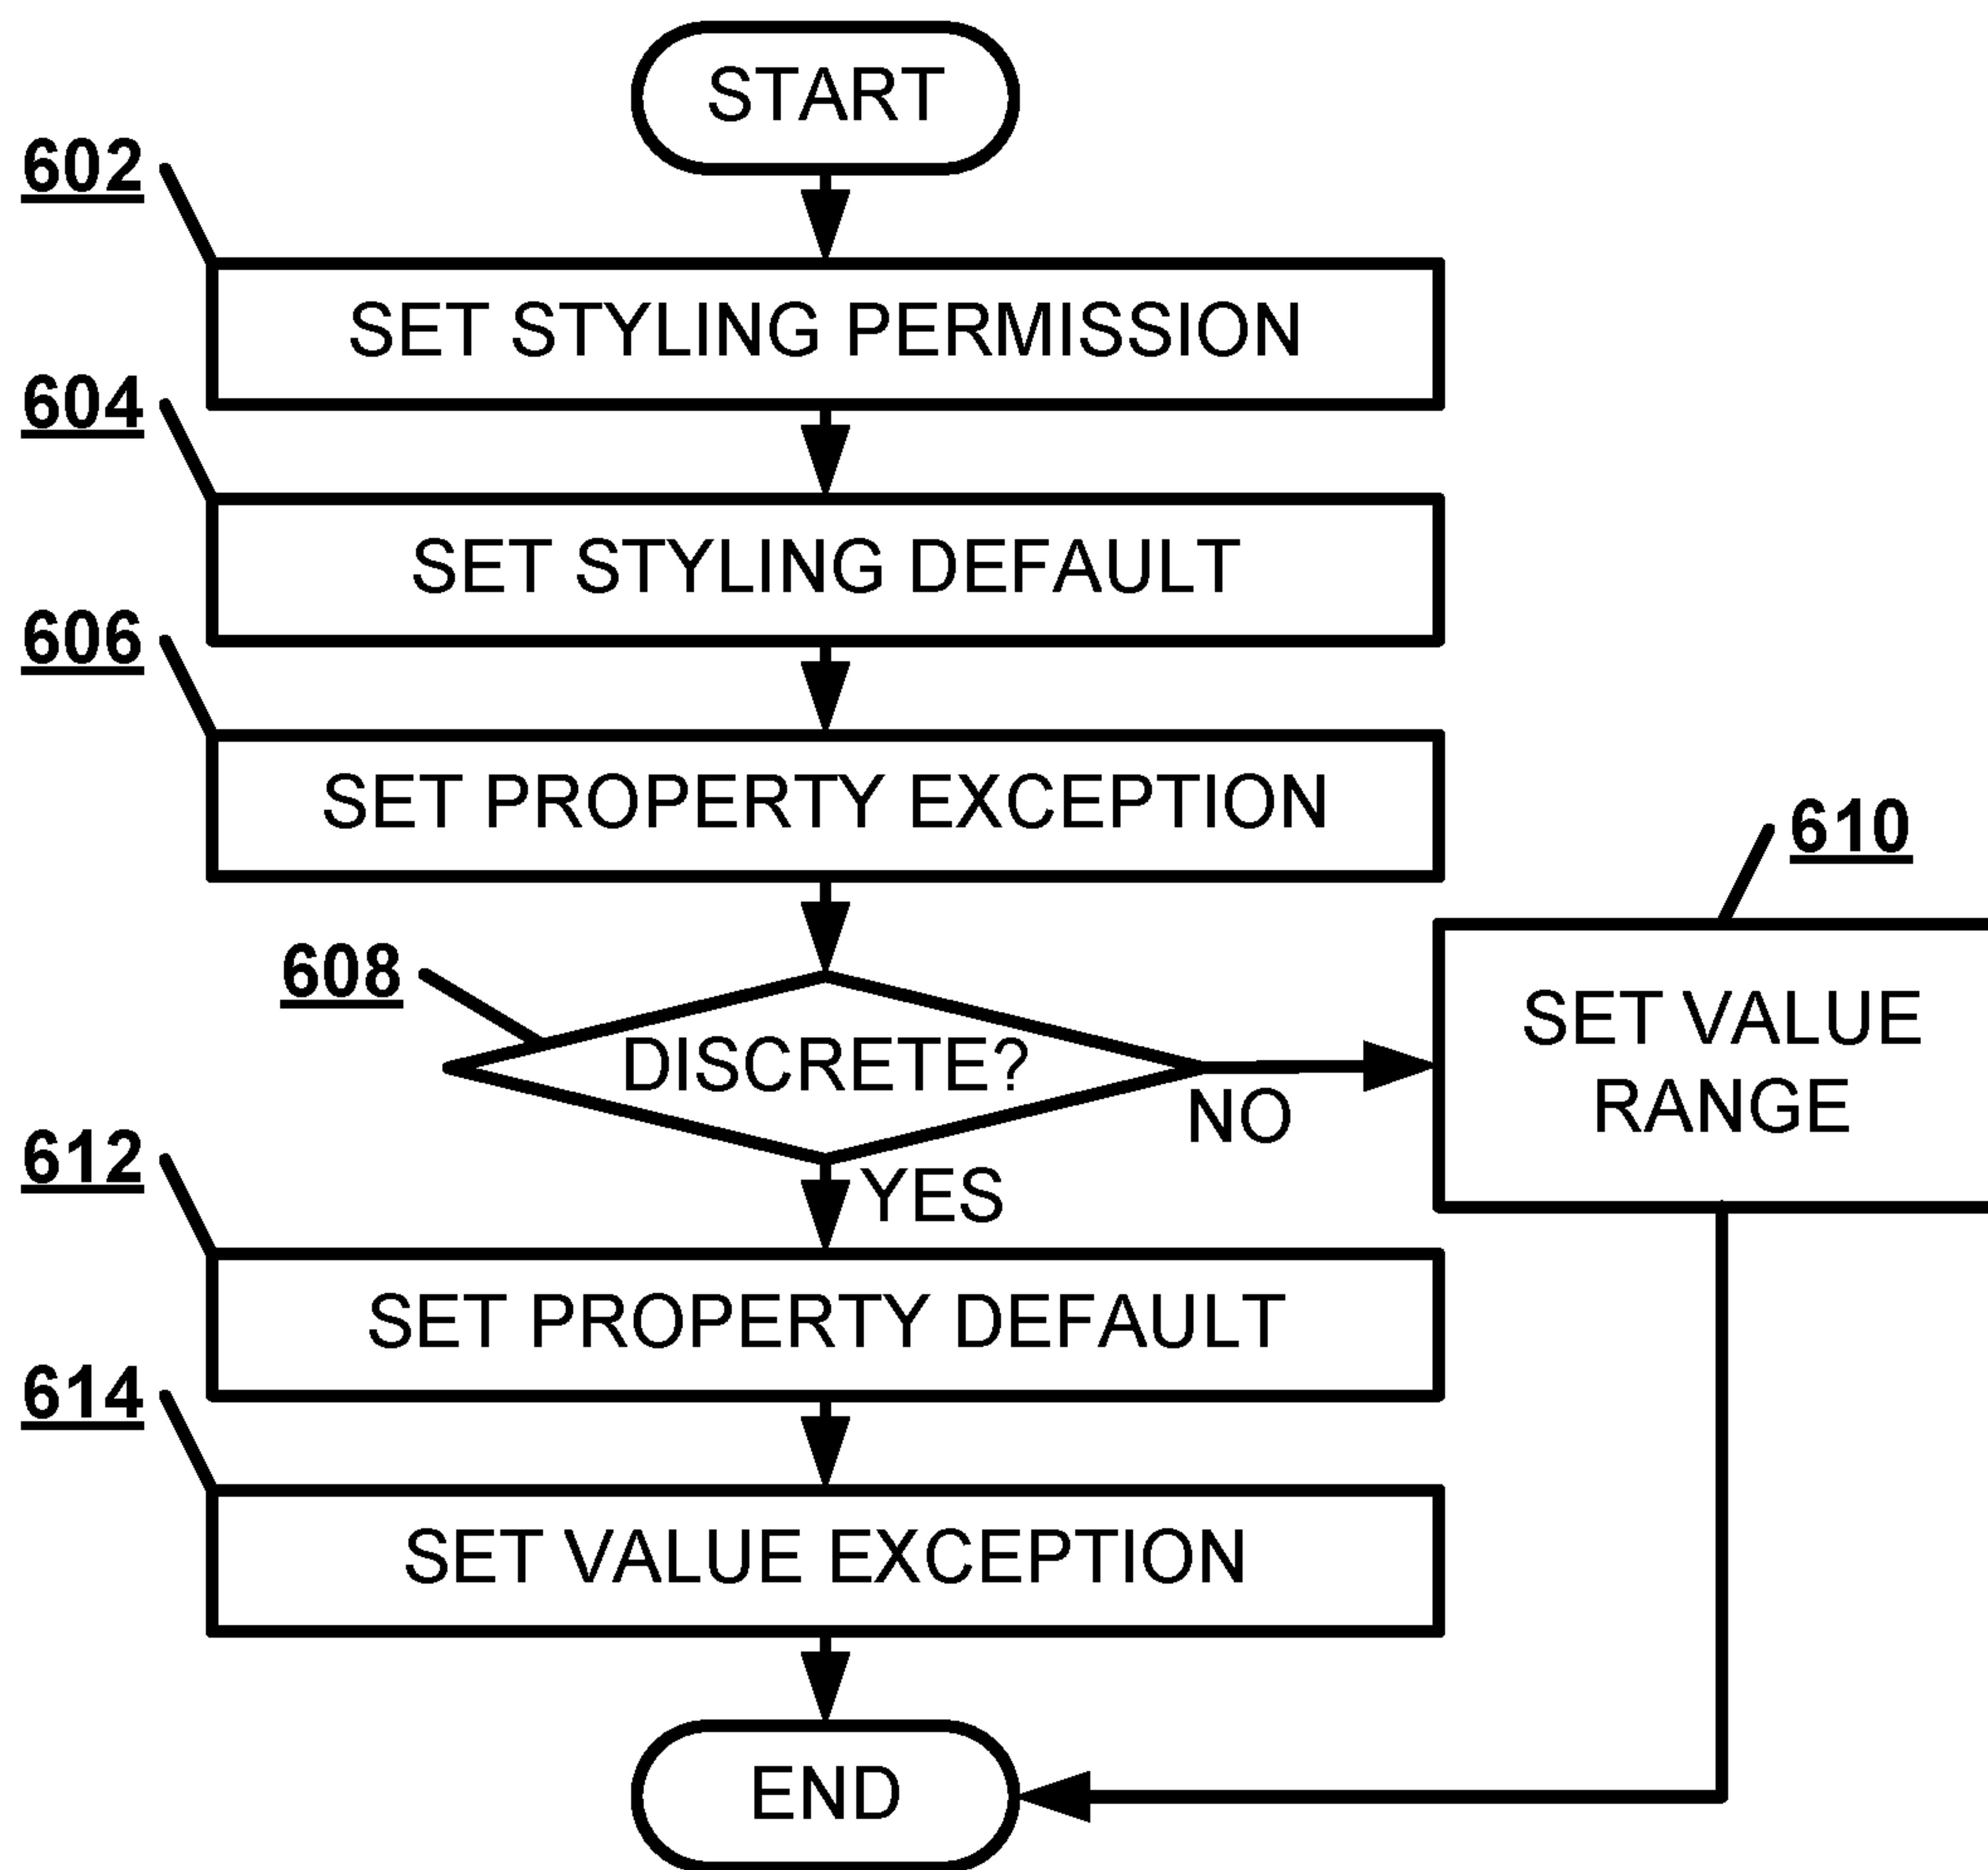 START
602
SET STYLING PERMISSION
604
SET STYLING DEFAULT
606
SET PROPERTY EXCEPTION
610
608
DISCRETE?
SET VALUE
RANGE
NO
612
YES
SET PROPERTY DEFAULT
614
SET VALUE EXCEPTION
END